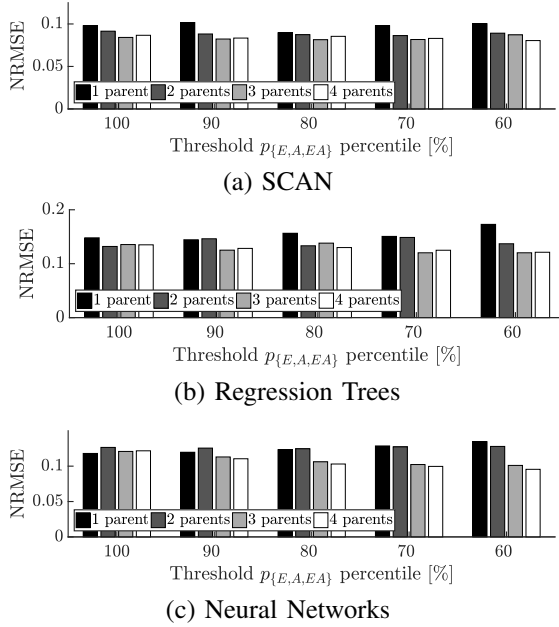 NRMSE
0.1
0.05
0
1 parent 2 parents 3 parents 4 parents
100 90 80 70 60
Threshold p{E,A,EA} percentile [%]
(a) SCAN
NRMSE
0.2
0.1
0
1 parent 2 parents 3 parents 4 parents
100 90 80 70 60
Threshold p{E,A,EA} percentile [%]
(b) Regression Trees
NRMSE
0.1
0.05
0
1 parent 2 parents 3 parents 4 parents
100 90 80 70 60
Threshold p{E,A,EA} percentile [%]
(c) Neural Networks